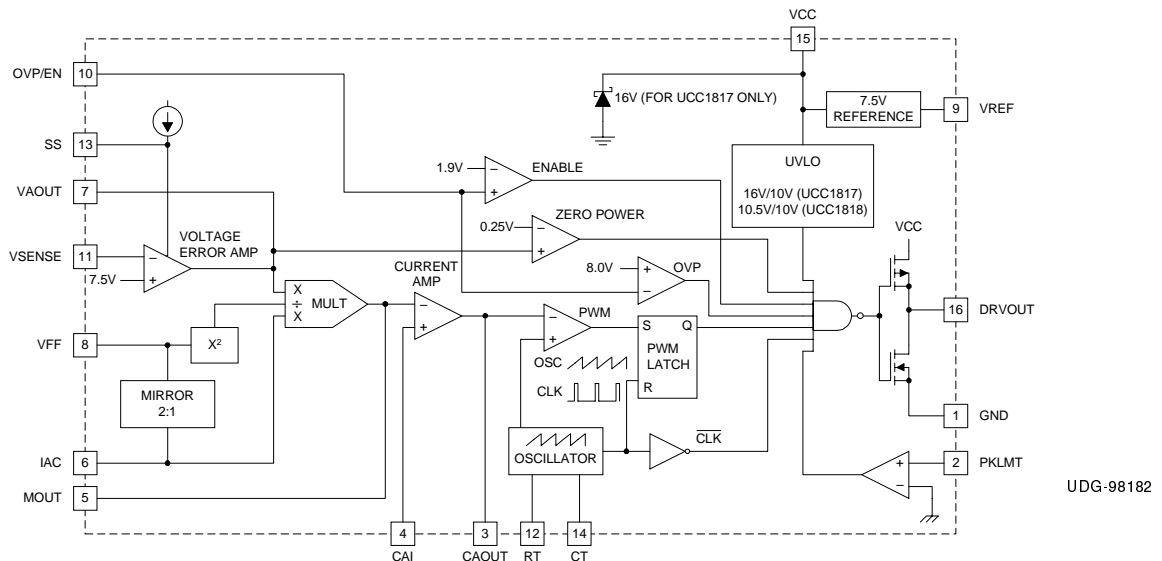 VCC
15
OVP/EN 10
16V (FOR UCC1817 ONLY)
7.5V
REFERENCE
9 VREF
SS 13
1.9V
−
+
ENABLE
UVLO
16V/10V (UCC1817)
10.5V/10V (UCC1818)
VAOUT 7
0.25V
−
+
ZERO POWER
VCC
VSENSE 11
−
7.5V
+
VOLTAGE
ERROR AMP
8.0V
+
−
OVP
CURRENT
AMP
X
÷
X
MULT
−
+
−
+
PWM
S
Q
PWM
LATCH
R
16 DRVOUT
VFF 8
X2
OSC
CLK
MIRROR
2:1
1 GND
OSCILLATOR
CLK
IAC 6
+
−
2 PKLMT
MOUT 5
UDG-98182
4
3
12
14
CAI
CAOUT
RT
CT